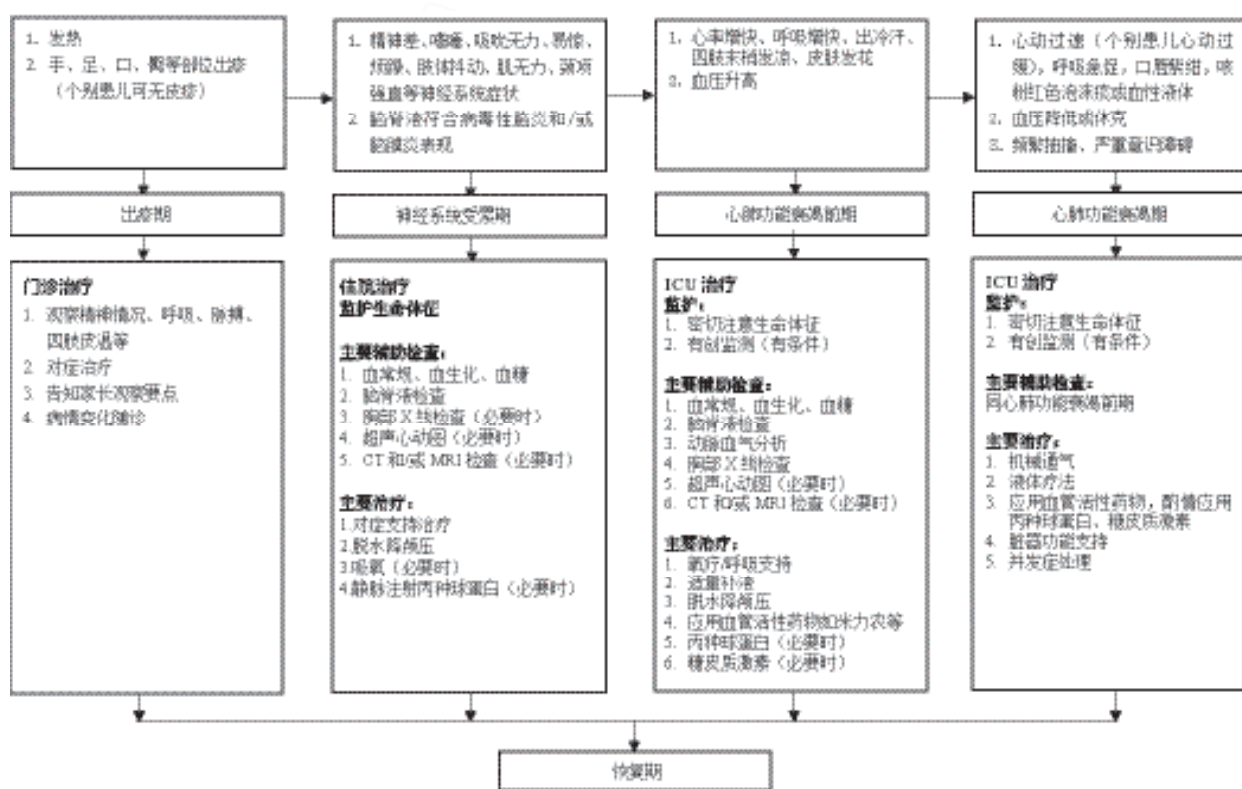 1. 发热
2. 手、足、口、臀等部位出疹
（个别患儿可无皮疹）
1. 精神差、嗜睡、吸吮无力、易惊、
烦躁、肢体抖动、肌无力、颈项
强直等神经系统症状
2. 脑脊液符合病毒性脑炎和/或
脑膜炎表现
1. 心率增快、呼吸增快、出冷汗、
四肢末梢发凉、皮肤发花
2. 血压升高
1. 心动过速（个别患儿心动过
缓），呼吸急促，口唇紫绀，咳
粉红色泡沫痰或血性液体
2. 血压降低或休克
3. 频繁抽搐、严重意识障碍
出疹期
神经系统受累期
心肺功能衰竭前期
心肺功能衰竭期
门诊治疗
1. 观察精神情况、呼吸、脉搏、
四肢皮温等
2. 对症治疗
3. 告知家长观察要点
4. 病情变化随诊
住院治疗
监护生命体征
主要辅助检查：
1. 血常规、血生化、血糖
2. 脑脊液检查
3. 胸部 X 线检查（必要时）
4. 超声心动图（必要时）
5. CT 和/或 MRI 检查（必要时）
主要治疗：
1.对症支持治疗
2.脱水降颅压
3.吸氧（必要时）
4.静脉注射丙种球蛋白（必要时）
ICU 治疗
监护：
1. 密切注意生命体征
2. 有创监测（有条件）
主要辅助检查：
1. 血常规、血生化、血糖
2. 脑脊液检查
3. 动脉血气分析
4. 胸部 X 线检查
5. 超声心动图（必要时）
6. CT 和/或 MRI 检查（必要时）
主要治疗：
1. 氧疗/呼吸支持
2. 适量补液
3. 脱水降颅压
4. 应用血管活性药物如米力农等
5. 丙种球蛋白（必要时）
6. 糖皮质激素（必要时）
ICU 治疗
监护：
1. 密切注意生命体征
2. 有创监测（有条件）
主要辅助检查：
同心肺功能衰竭前期
主要治疗：
1. 机械通气
2. 液体疗法
3. 应用血管活性药物，酌情应用
丙种球蛋白、糖皮质激素
4. 脏器功能支持
5. 并发症处理
恢复期